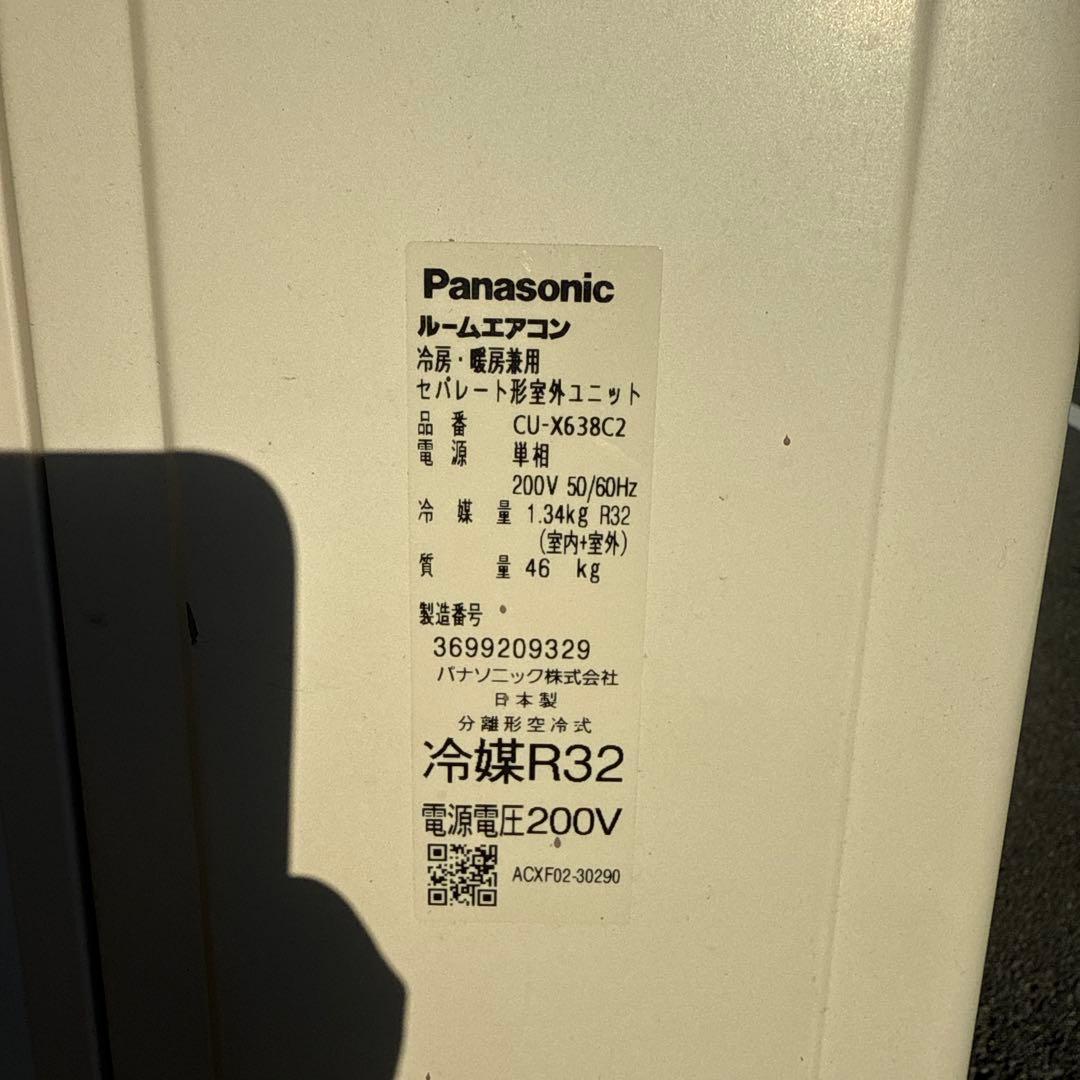 Panasonic
ルームエアコン
冷房・暖房兼用
セパレート形室外ユニット
品番 CU-X638C2
電源 単相
200V 50/60Hz
冷媒量 1.34kg R32
(室内+室外)
質量 46 kg
製造番号
3699209329
パナソニック株式会社
日本製
分離形空冷式
冷媒R32
電源電圧200V
ACXF02-30290